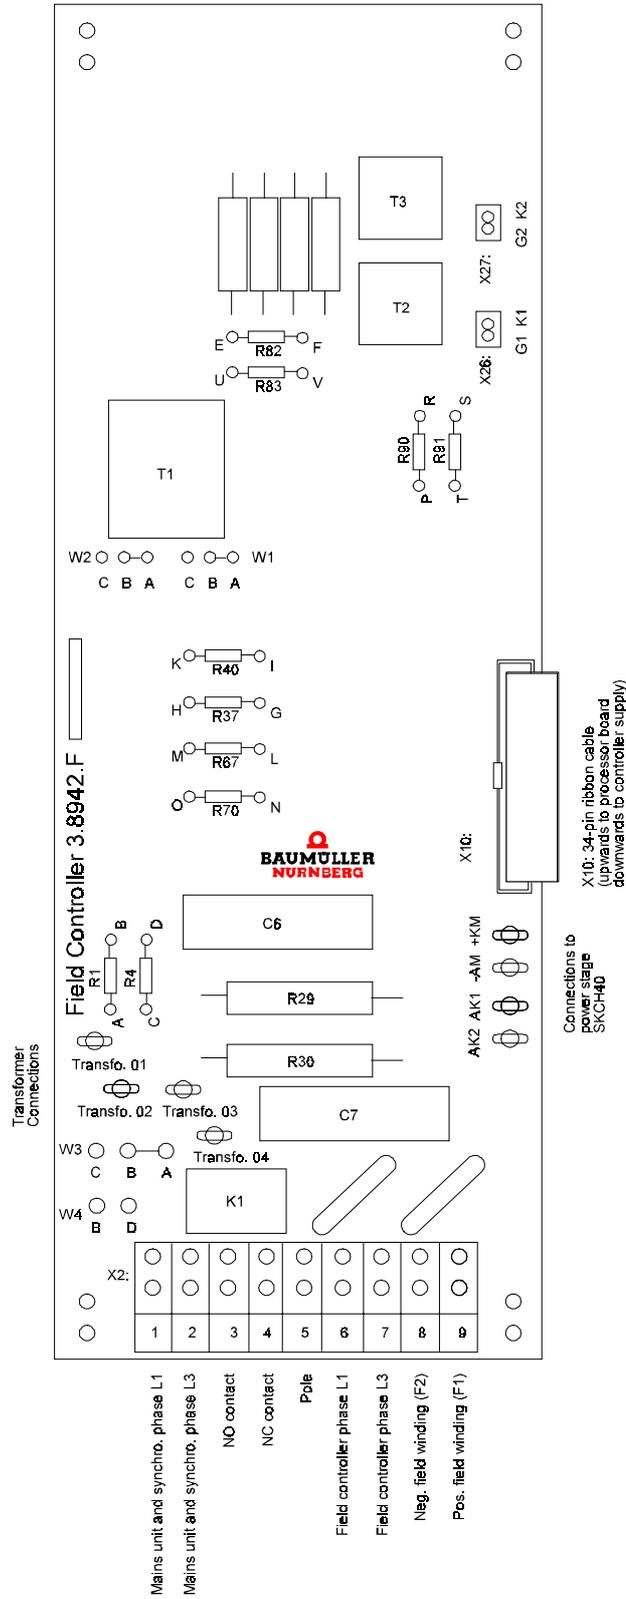 T3
G2 K2
X27:
T2
G1 K1
X26:
E
R82
F
U
R83
V
R
S
R90
R91
P
T
T1
W2
C B A
C B A
W1
K
R40
I
H
R37
G
M
R67
L
O
R70
N
Field Controller 3.8942.F
X10:
X10: 34-pin ribbon cable
(upwards to processor board
downwards to controller supply)
BAUMÜLLER
NÜRNBERG
C6
B
D
R1
R4
A
C
R29
R30
AK2 AK1 -AM +KM
Connections to
power stage
SKCH40
Transformer
Connections
Transfo. 01
Transfo. 02
Transfo. 03
C7
Transfo. 04
W3
C B A
W4
B D
K1
X2:
1 2 3 4 5 6 7 8 9
Mains unit and synchro. phase L1
Mains unit and synchro. phase L3
NO contact
NC contact
Pole
Field controller phase L1
Field controller phase L3
Neg. field winding (F2)
Pos. field winding (F1)